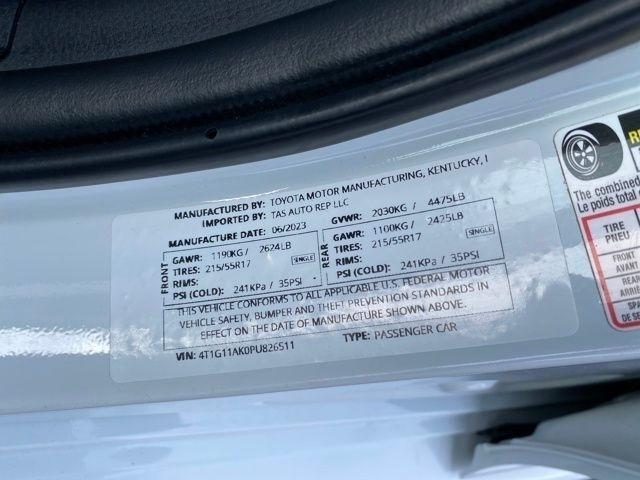 MANUFACTURED BY: TOYOTA MOTOR MANUFACTURING, KENTUCKY, I
IMPORTED BY: TAS AUTO REP LLC
MANUFACTURE DATE: 06/2023 GVWR: 2030KG / 4475LB
FRONT
GAWR: 1190KG / 2624LB
TIRES: 215/55R17 SINGLE
RIMS:
PSI (COLD): 241KPa / 35PSI
REAR
GAWR: 1100KG / 2425LB
TIRES: 215/55R17 SINGLE
RIMS:
PSI (COLD): 241KPa / 35PSI
THIS VEHICLE CONFORMS TO ALL APPLICABLE U.S. FEDERAL MOTOR
VEHICLE SAFETY, BUMPER AND THEFT PREVENTION STANDARDS IN
EFFECT ON THE DATE OF MANUFACTURE SHOWN ABOVE.
VIN: 4T1G11AK0PU826511 TYPE: PASSENGER CAR
The combined
Le poids total
TIRE
PNEU
FRONT
AVANT
REAR